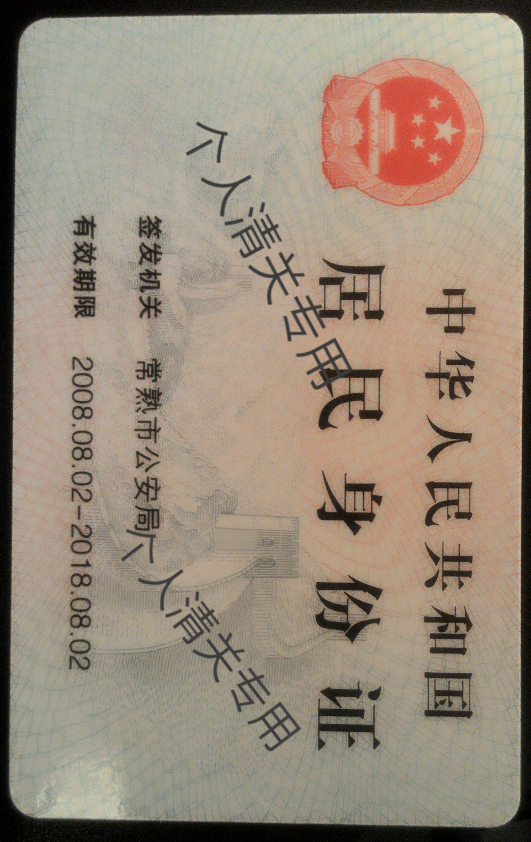 中华人民共和国
居民身份证
签发机关 常熟市公安局
有效期限 2008.08.02-2018.08.02
个人清关专用
个人清关专用